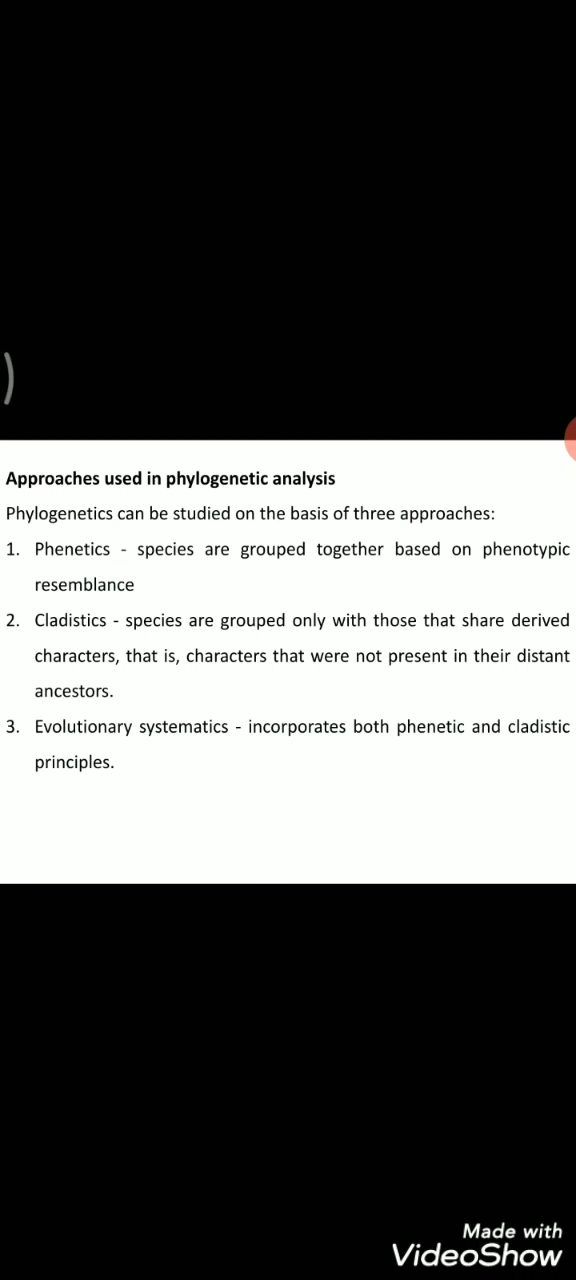 )
Approaches used in phylogenetic analysis
Phylogenetics can be studied on the basis of three approaches:
1. Phenetics - species are grouped together based on phenotypic
resemblance
2. Cladistics - species are grouped only with those that share derived
characters, that is, characters that were not present in their distant
ancestors.
3. Evolutionary systematics - incorporates both phenetic and cladistic
principles.
Made with
VideoShow